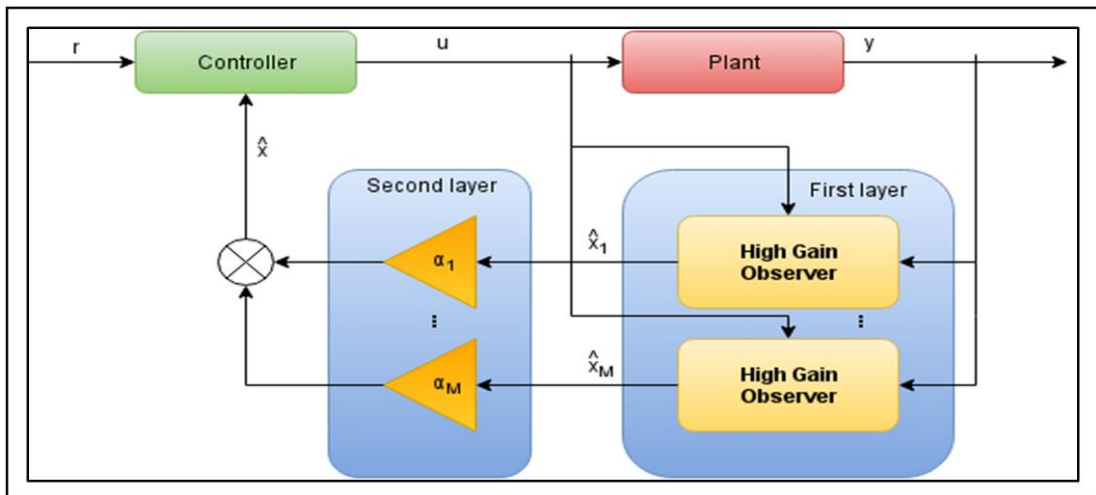 r
Controller
u
Plant
y
x̂
Second layer
First layer
α1
x̂1
High Gain
Observer
...
...
αM
x̂M
High Gain
Observer